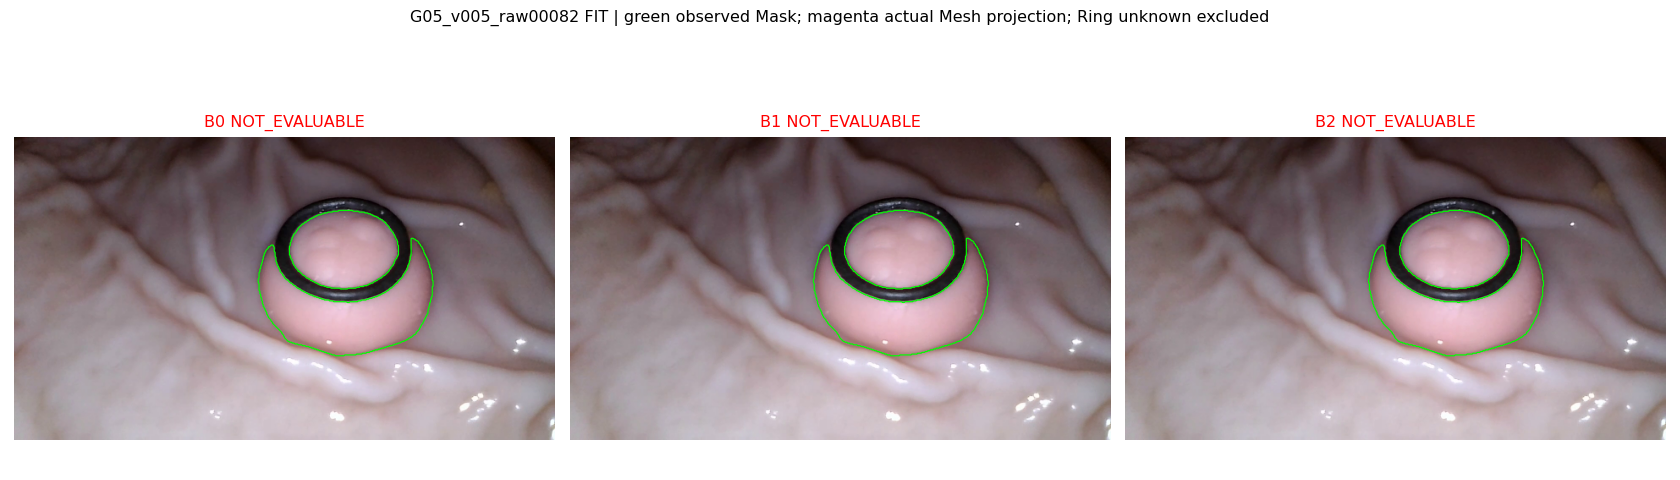 G05_v005_raw00082 FIT | green observed Mask; magenta actual Mesh projection; Ring unknown excluded
B0 NOT_EVALUABLE
B1 NOT_EVALUABLE
B2 NOT_EVALUABLE